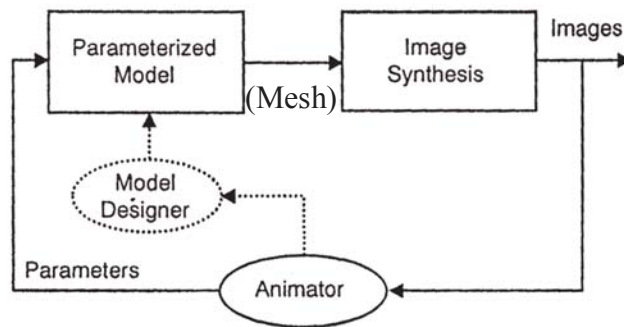 Parameterized
Model
(Mesh)
Image
Synthesis
Images
Model
Designer
Parameters
Animator